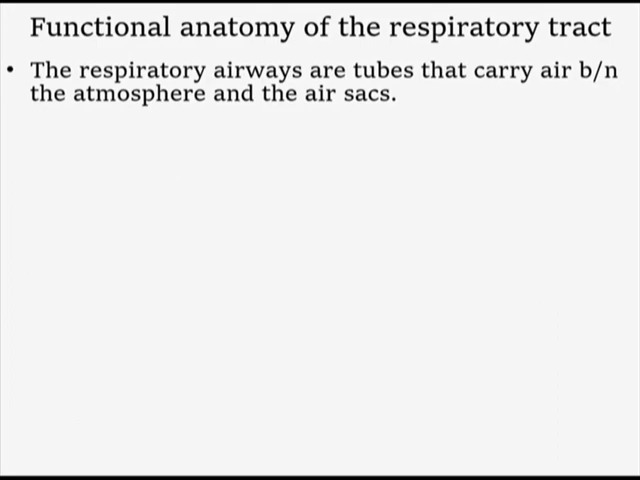 Functional anatomy of the respiratory tract
• The respiratory airways are tubes that carry air b/n
the atmosphere and the air sacs.